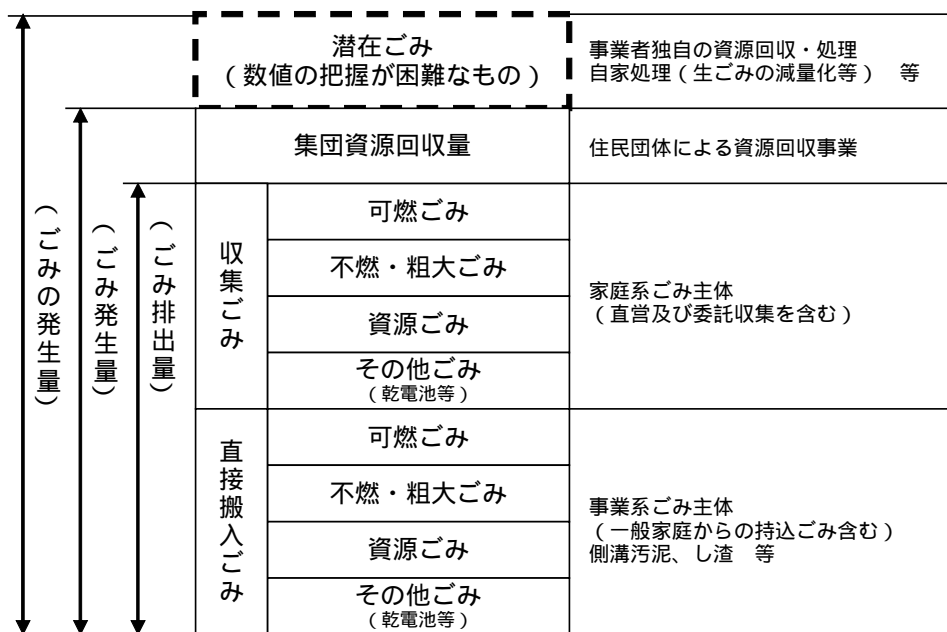 潜在ごみ
(数値の把握が困難なもの)
事業者独自の資源回収・処理
自家処理(生ごみの減量化等) 等
集団資源回収量
住民団体による資源回収事業
(ごみの発生量)
(ごみ発生量)
(ごみ排出量)
収集ごみ
可燃ごみ
不燃・粗大ごみ
資源ごみ
その他ごみ
(乾電池等)
家庭系ごみ主体
(直営及び委託収集を含む)
直接搬入ごみ
可燃ごみ
不燃・粗大ごみ
資源ごみ
その他ごみ
(乾電池等)
事業系ごみ主体
(一般家庭からの持込ごみ含む)
側溝汚泥、し渣 等